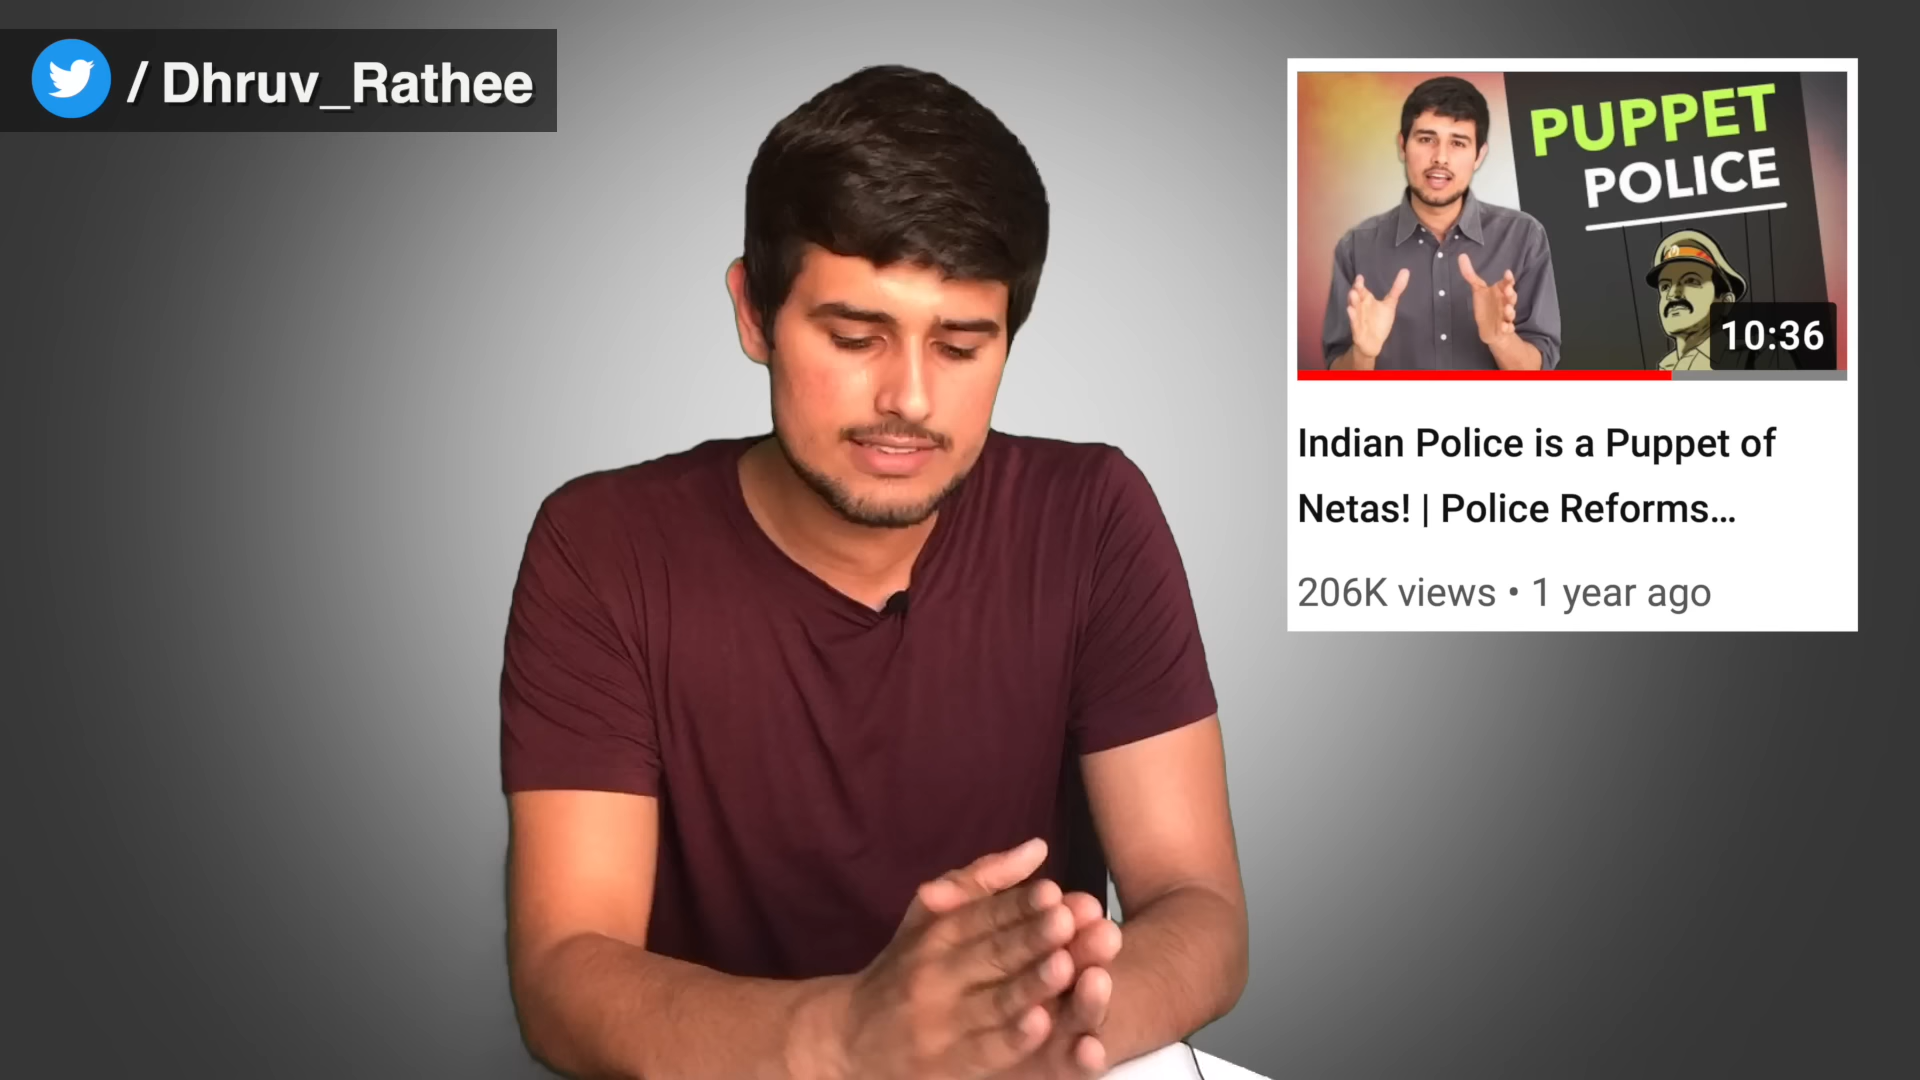 / Dhruv_Rathee
PUPPET
POLICE
10:36
Indian Police is a Puppet of
Netas! | Police Reforms...
206K views • 1 year ago